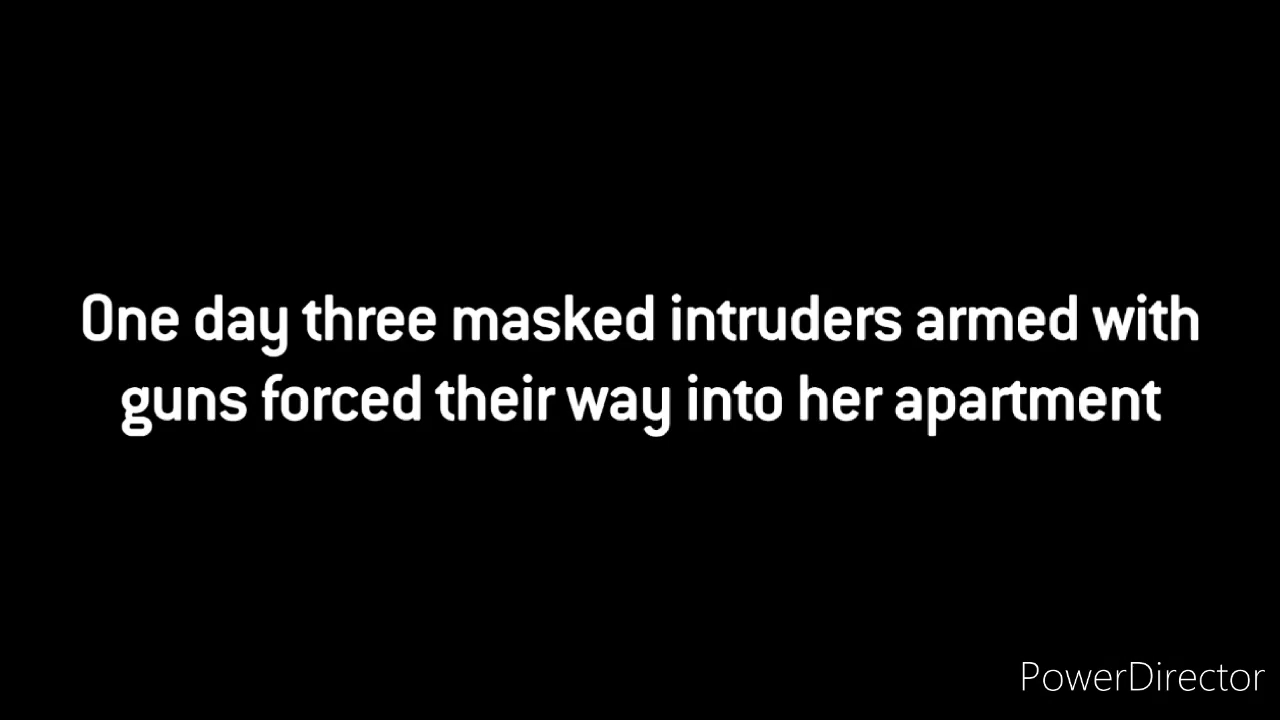 One day three masked intruders armed with
guns forced their way into her apartment
PowerDirector